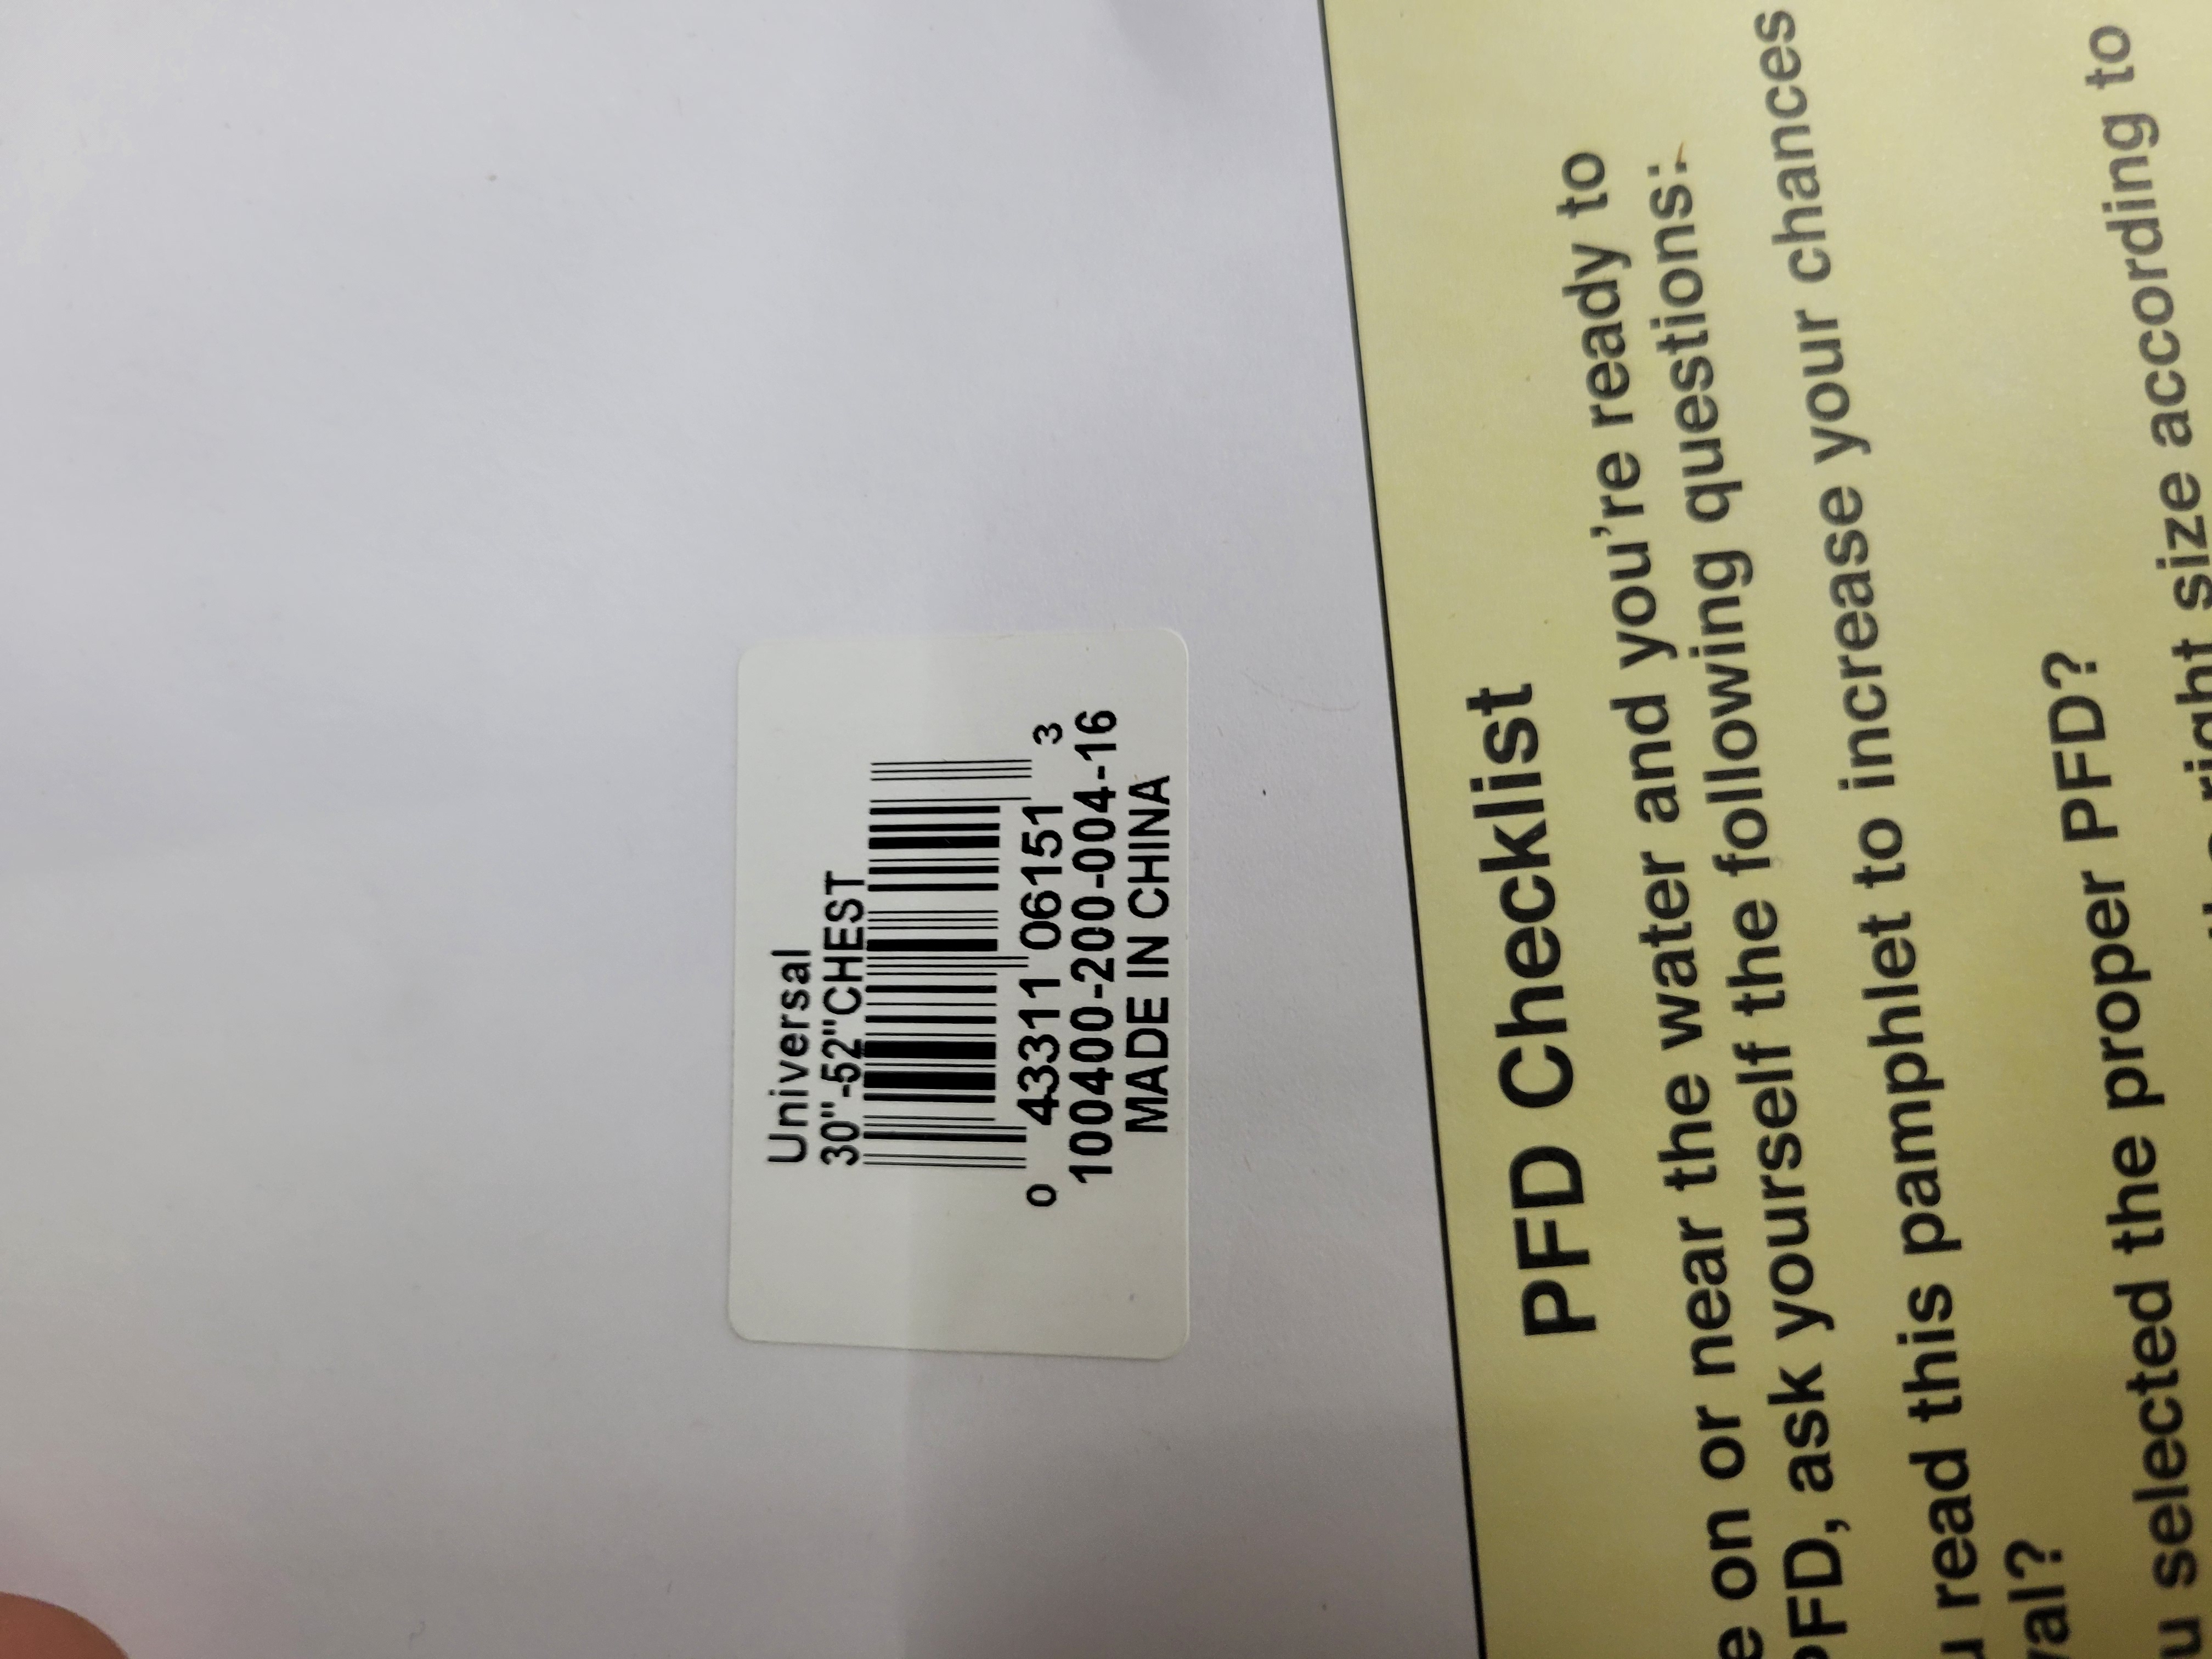 Universal
30"-52"CHEST
0 43311 06151 3
100400-200-004-16
MADE IN CHINA
PFD Checklist
on or near the water and you're ready to
PFD, ask yourself the following questions:
read this pamphlet to increase your chances
selected the proper PFD?
right size according to